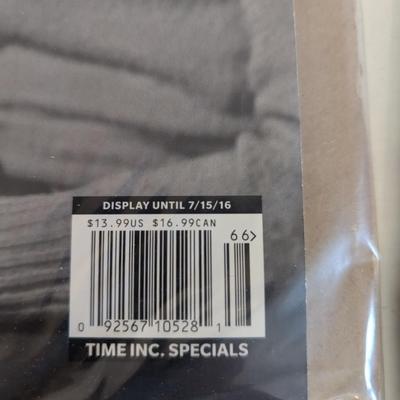 DISPLAY UNTIL 7/15/16
$13.99US $16.99CAN
66>
0 92567 10528 1
TIME INC. SPECIALS